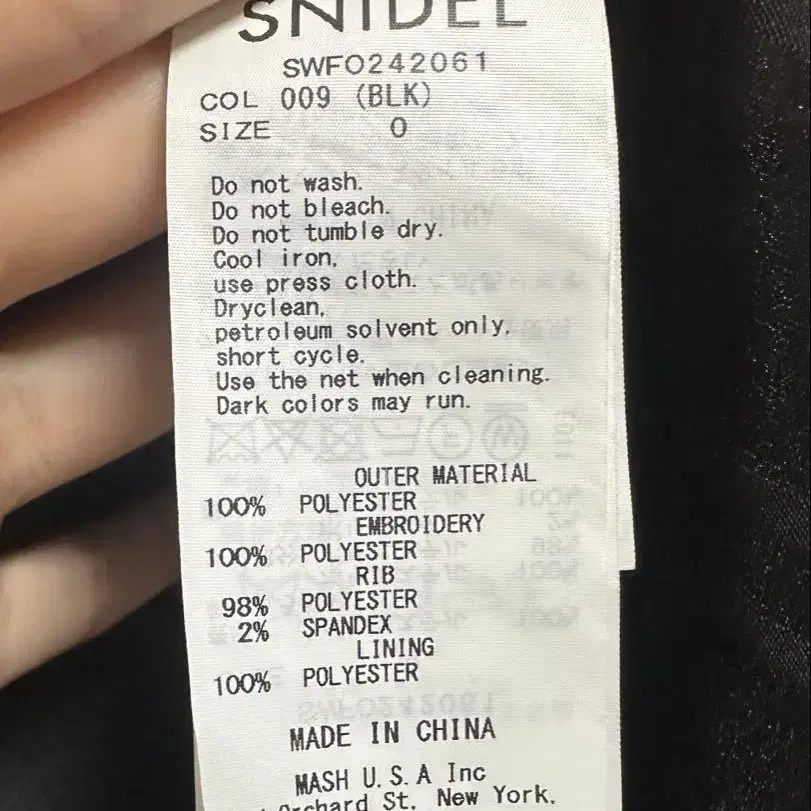 SNIDEL
SWFO242061
COL 009 (BLK)
SIZE 0
Do not wash.
Do not bleach.
Do not tumble dry.
Cool iron,
use press cloth.
Dryclean,
petroleum solvent only,
short cycle.
Use the net when cleaning.
Dark colors may run.
OUTER MATERIAL
100% POLYESTER
EMBROIDERY
100% POLYESTER
RIB
98% POLYESTER
2% SPANDEX
LINING
100% POLYESTER
MADE IN CHINA
MASH U.S.A Inc
Orchard St. New York,